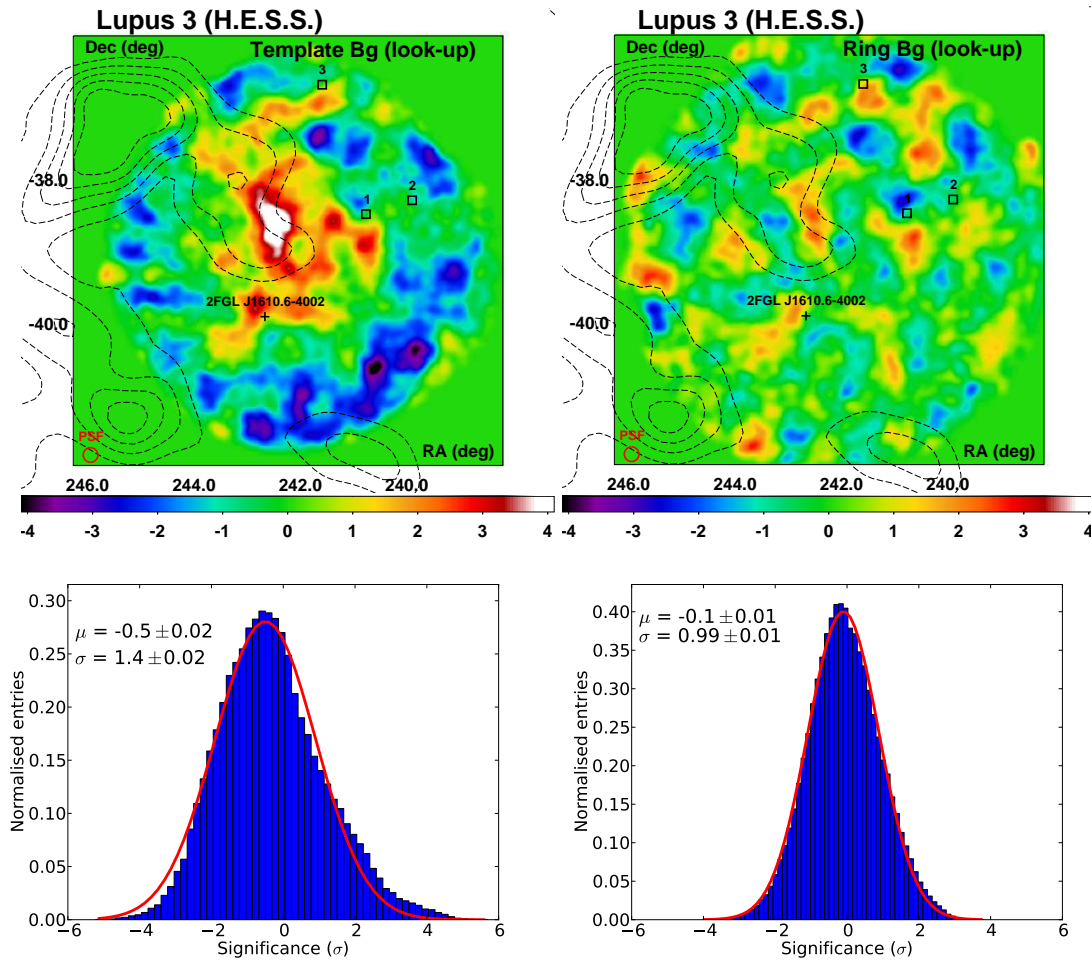 Lupus 3 (H.E.S.S.)
Dec (deg)
Template Bg (look-up)
3
-38.0
2
1
2FGL J1610.6-4002
-40.0
PSF
RA (deg)
246.0 244.0 242.0 240.0
-4 -3 -2 -1 0 1 2 3 4
Lupus 3 (H.E.S.S.)
Dec (deg)
Ring Bg (look-up)
3
-38.0
2
1
2FGL J1610.6-4002
-40.0
PSF
RA (deg)
246.0 244.0 242.0 240.0
-4 -3 -2 -1 0 1 2 3 4
μ = -0.5 ±0.02
σ = 1.4 ±0.02
Normalised entries
0.30
0.25
0.20
0.15
0.10
0.05
0.00
−6 −4 −2 0 2 4 6
Significance (σ)
μ = -0.1 ±0.01
σ = 0.99 ±0.01
Normalised entries
0.40
0.35
0.30
0.25
0.20
0.15
0.10
0.05
0.00
−6 −4 −2 0 2 4 6
Significance (σ)